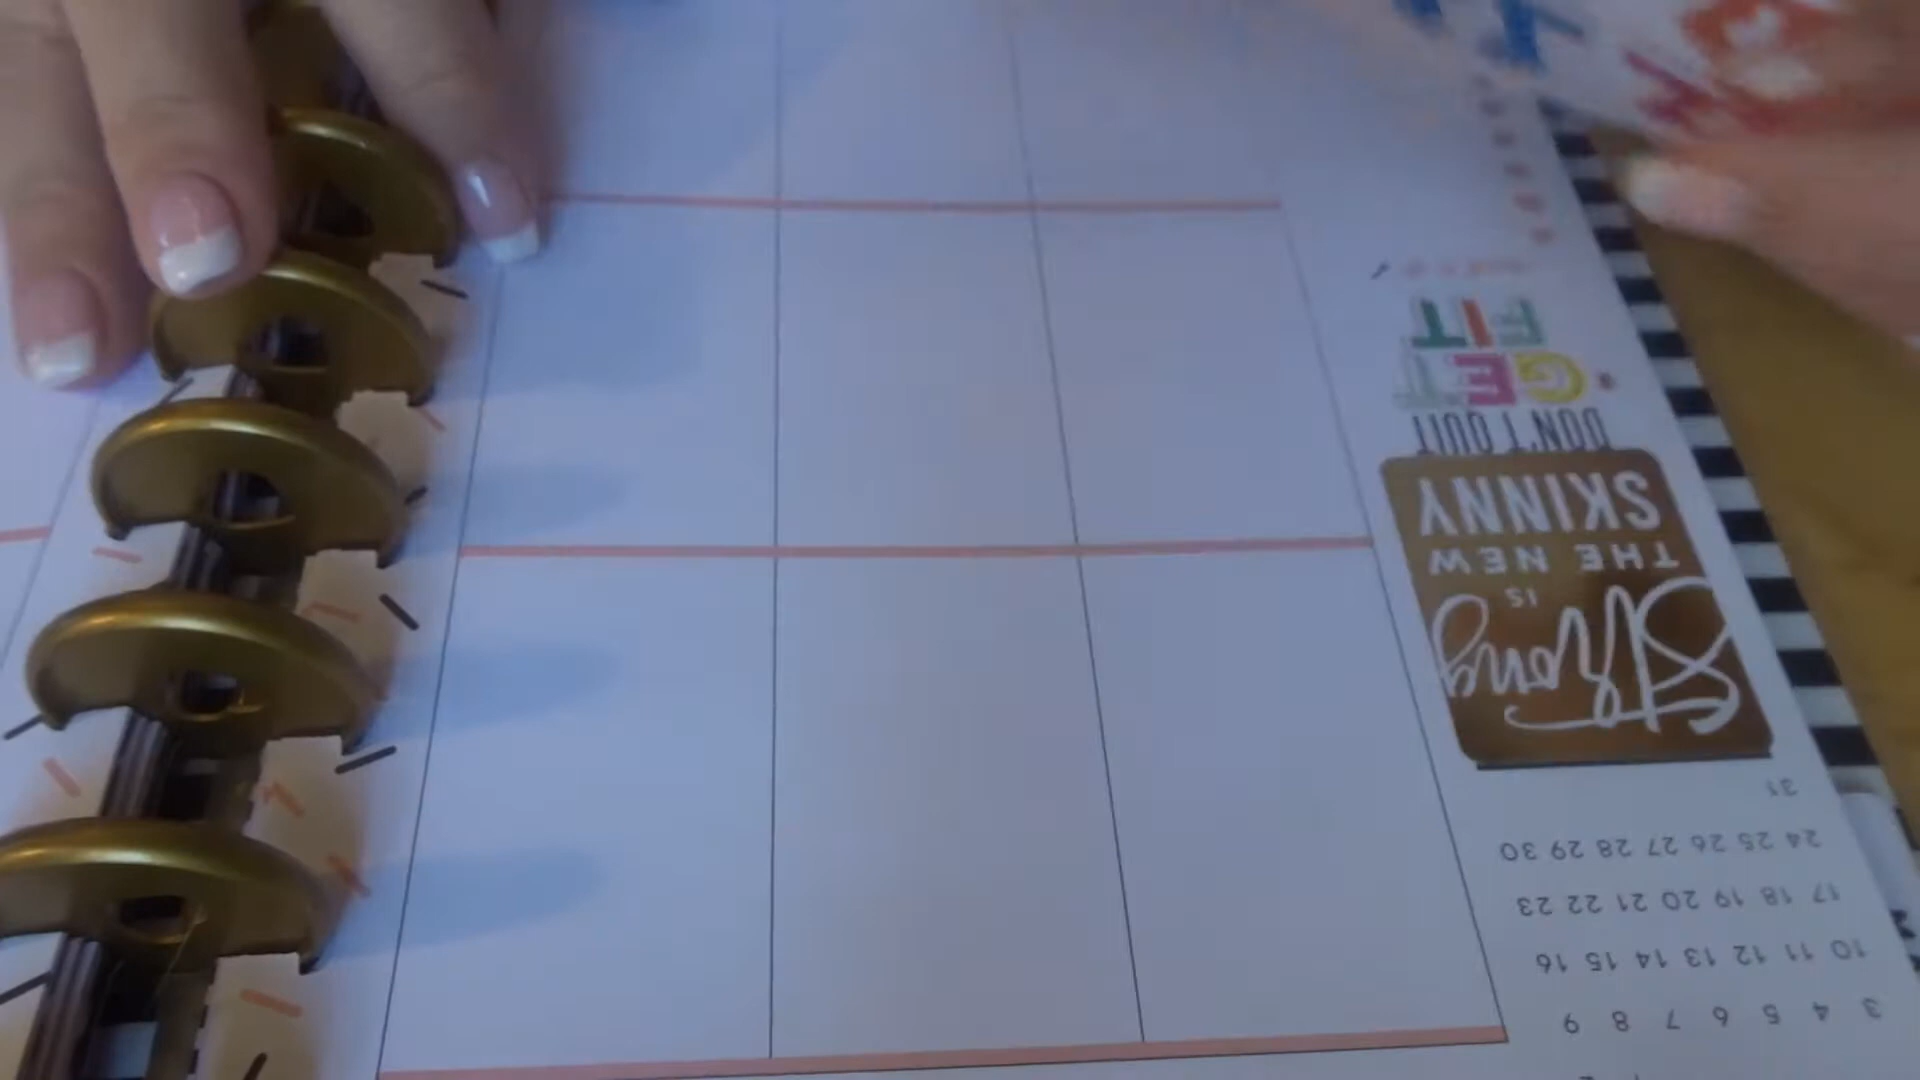 3 4 5 6 7 8 9
10 11 12 13 14 15 16
17 18 19 20 21 22 23
24 25 26 27 28 29 30
31
Strong
IS
THE NEW
SKINNY
DON'T QUIT
GET
FIT